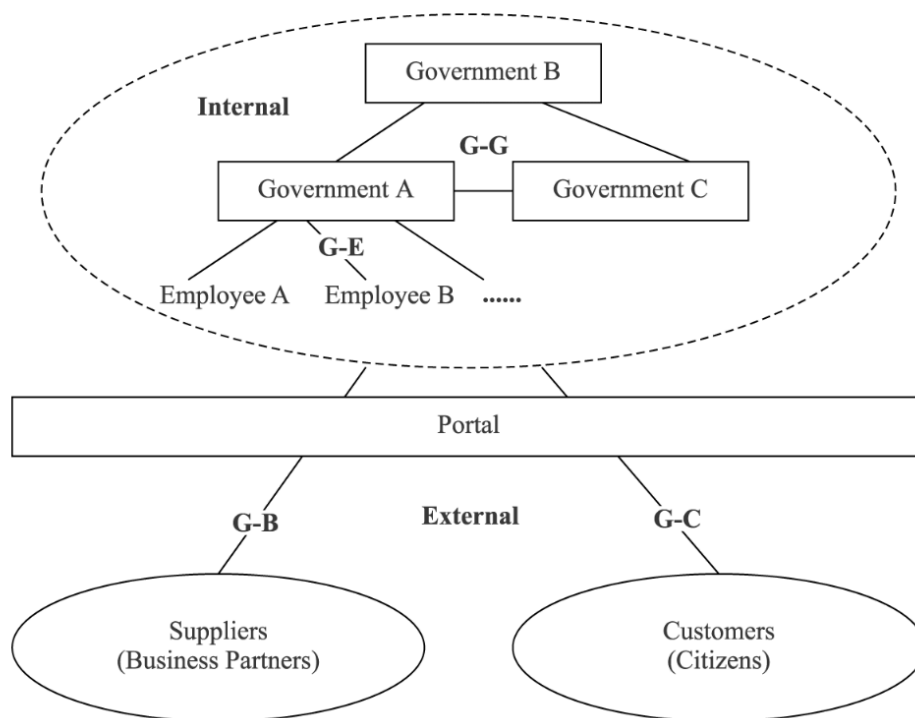 Government B
Internal
G-G
Government A
Government C
G-E
Employee A
Employee B
......
Portal
G-B
External
G-C
Suppliers
(Business Partners)
Customers
(Citizens)